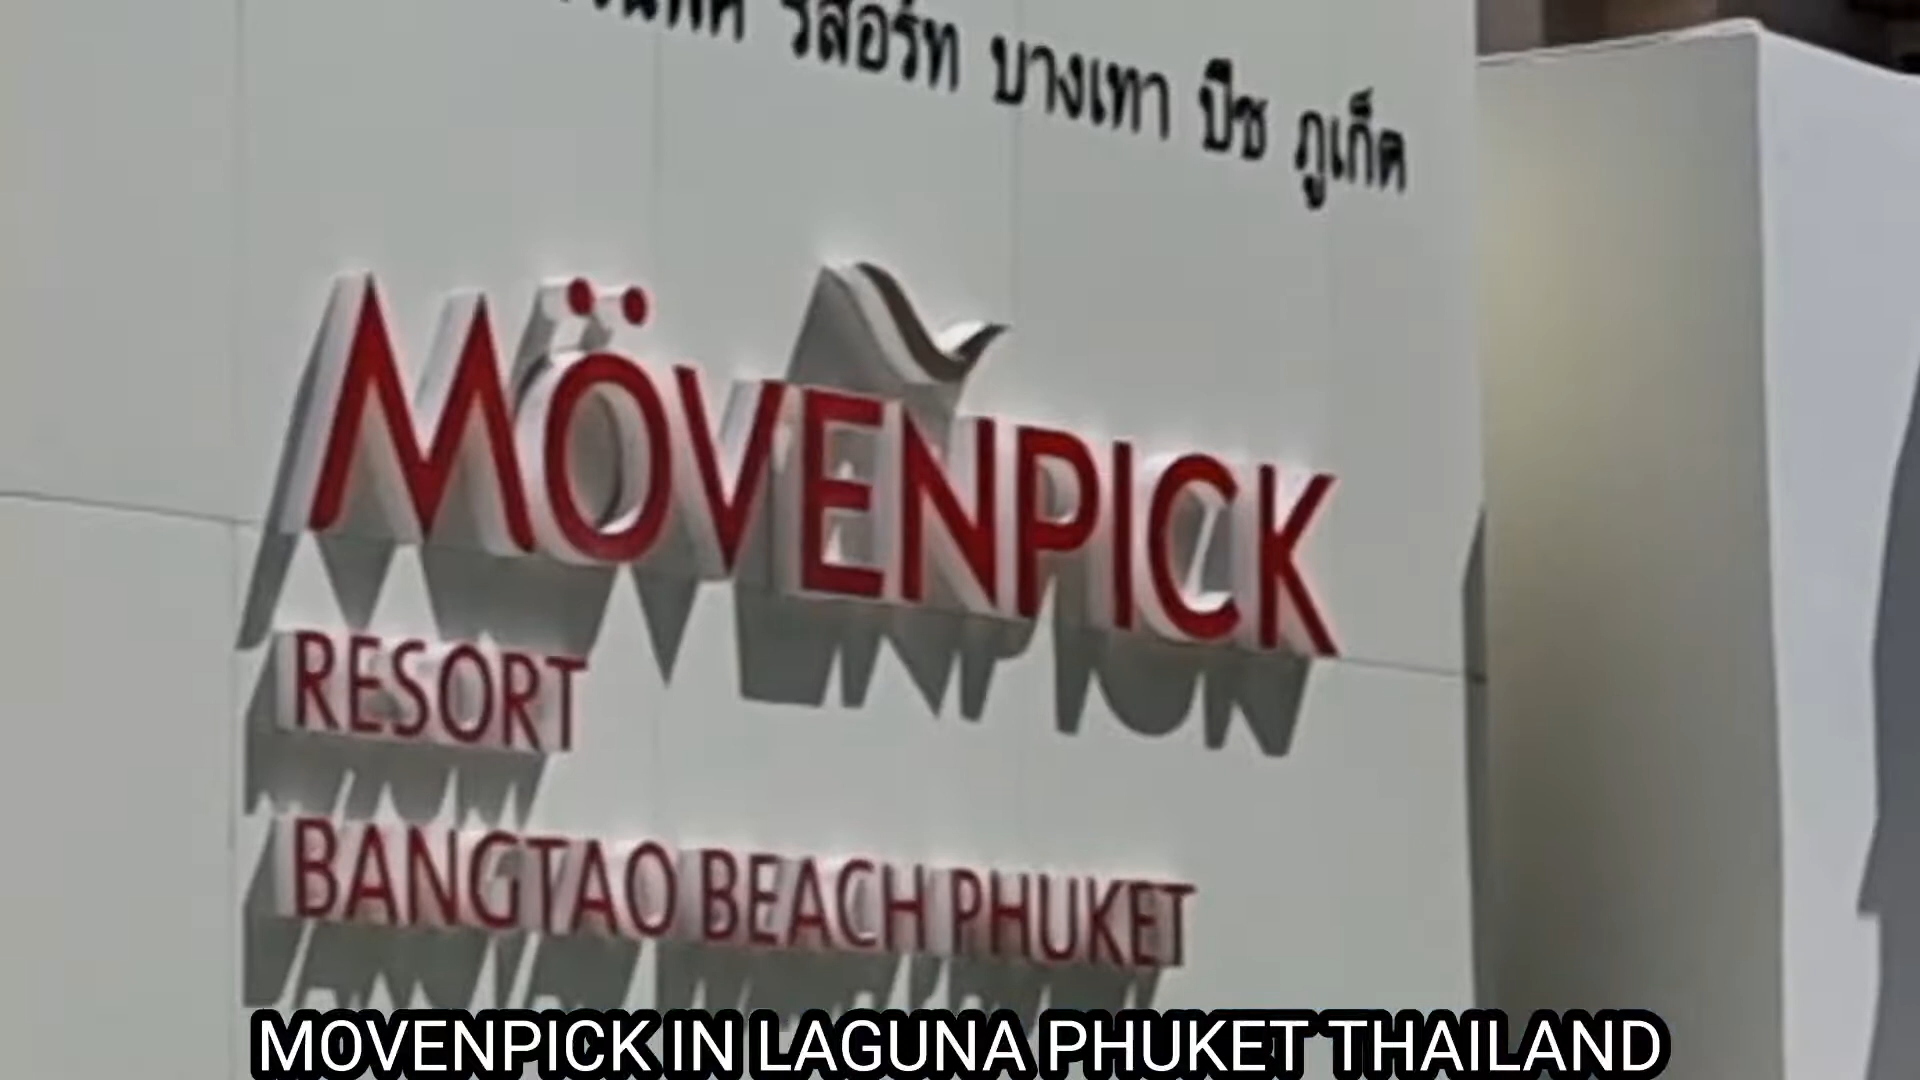 รีสอร์ท บางเทา บีช ภูเก็ต
MÖVENPICK
RESORT
BANGTAO BEACH PHUKET
MOVENPICK IN LAGUNA PHUKET THAILAND